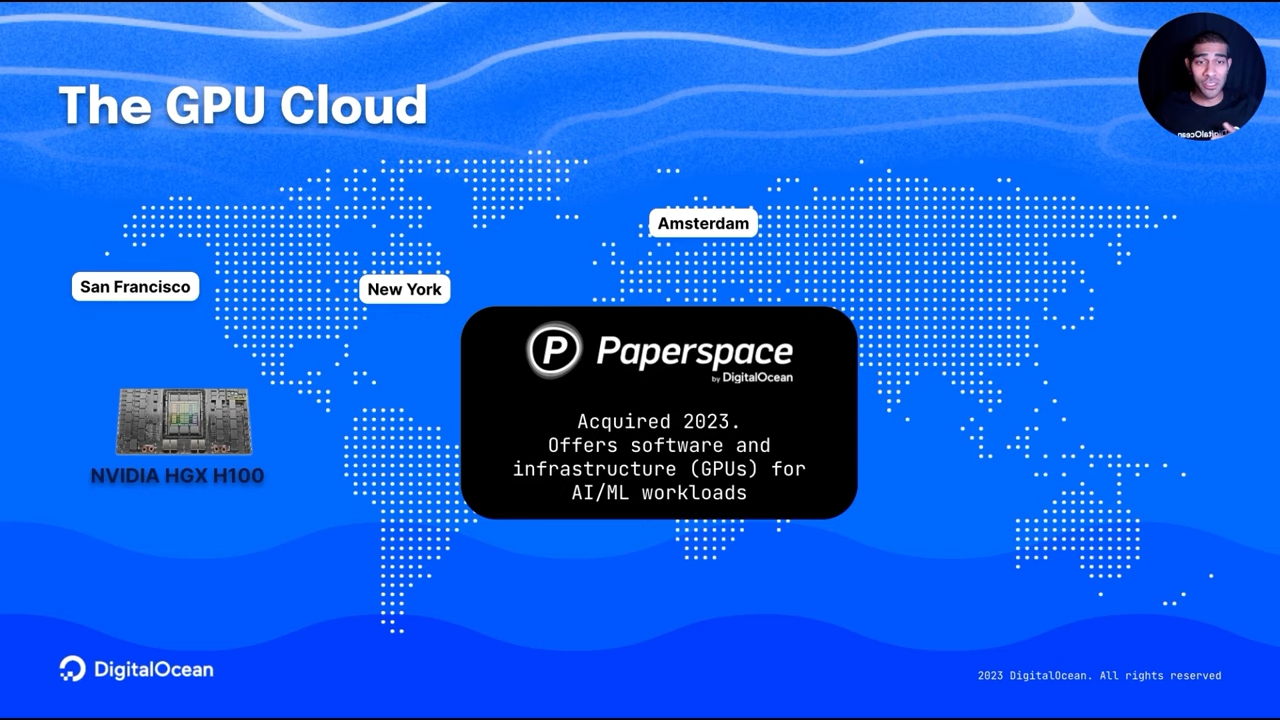 The GPU Cloud
Amsterdam
San Francisco
New York
P Paperspace
by DigitalOcean
Acquired 2023.
Offers software and
infrastructure (GPUs) for
AI/ML workloads
NVIDIA HGX H100
DigitalOcean
2023 DigitalOcean. All rights reserved
DigitalOcean